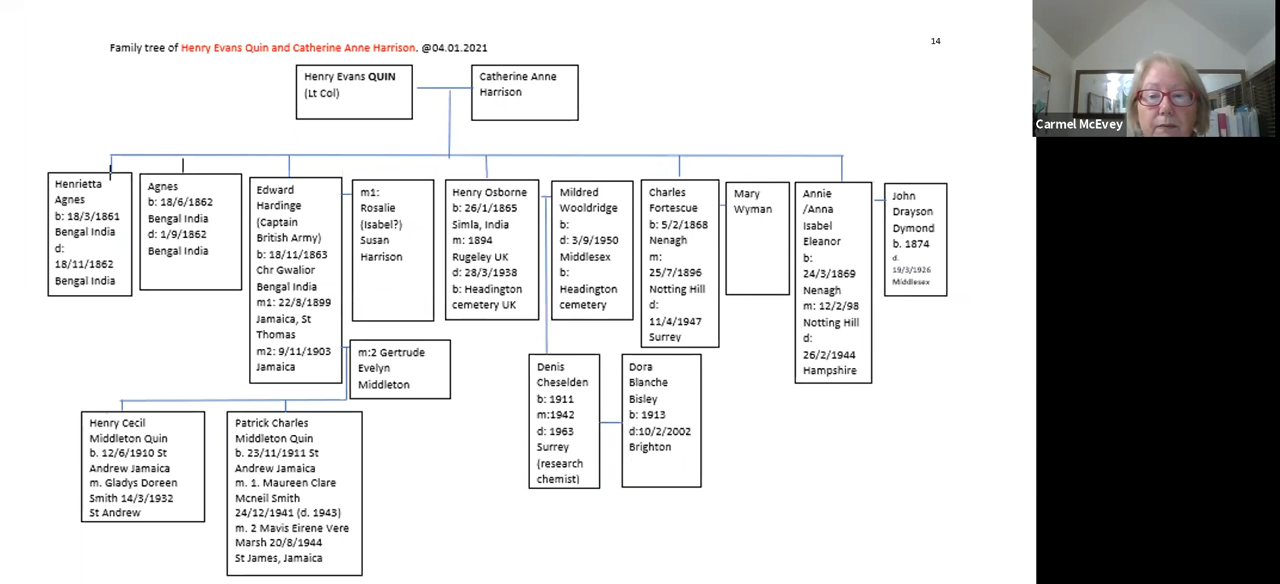 Family tree of Henry Evans Quin and Catherine Anne Harrison. @04.01.2021
14
Henry Evans QUIN
(Lt Col)
Catherine Anne
Harrison
Carmel McEvey
Henrietta
Agnes
b: 18/3/1861
Bengal India
d:
18/11/1862
Bengal India
Agnes
b: 18/6/1862
Bengal India
d: 1/9/1862
Bengal India
Edward
Hardinge
(Captain
British Army)
b: 18/11/1863
Chr Gwalior
Bengal India
m1: 22/8/1899
Jamaica, St
Thomas
m2: 9/11/1903
Jamaica
m1:
Rosalie
(Isabel?)
Susan
Harrison
Henry Osborne
b: 26/1/1865
Simla, India
m: 1894
Rugeley UK
d: 28/3/1938
b: Headington
cemetery UK
Mildred
Wooldridge
b:
d: 3/9/1950
Middlesex
b:
Headington
cemetery
Charles
Fortescue
b: 5/2/1868
Nenagh
m:
25/7/1896
Notting Hill
d:
11/4/1947
Surrey
Mary
Wyman
Annie
/Anna
Isabel
Eleanor
b:
24/3/1869
Nenagh
m: 12/2/98
Notting Hill
d:
26/2/1944
Hampshire
John
Drayson
Dymond
b. 1874
d.
19/3/1926
Middlesex
m:2 Gertrude
Evelyn
Middleton
Denis
Cheselden
b: 1911
m:1942
d: 1963
Surrey
(research
chemist)
Dora
Blanche
Bisley
b: 1913
d:10/2/2002
Brighton
Henry Cecil
Middleton Quin
b. 12/6/1910 St
Andrew Jamaica
m. Gladys Doreen
Smith 14/3/1932
St Andrew
Patrick Charles
Middleton Quin
b. 23/11/1911 St
Andrew Jamaica
m. 1. Maureen Clare
Mcneil Smith
24/12/1941 (d. 1943)
m. 2 Mavis Eirene Vere
Marsh 20/8/1944
St James, Jamaica